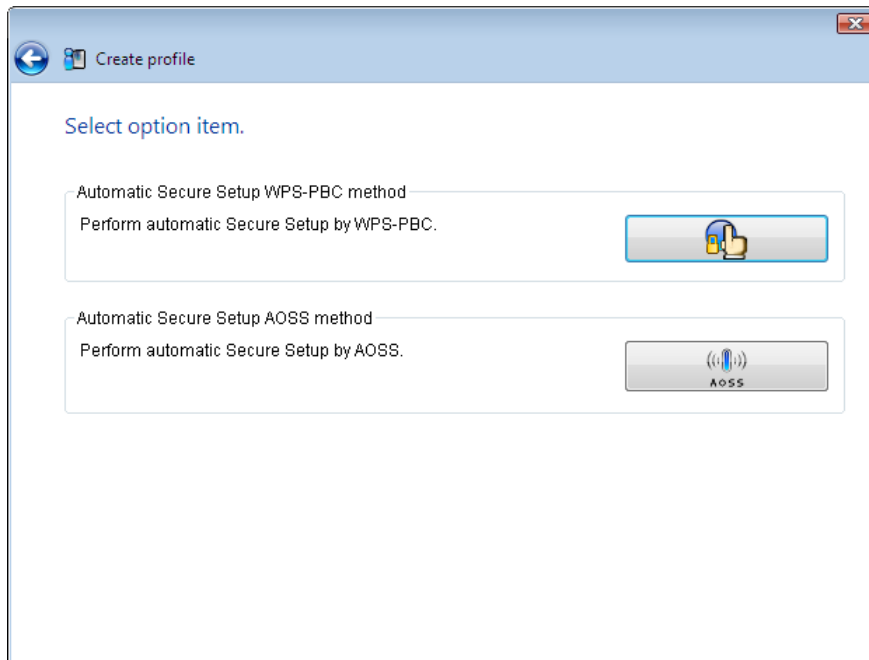 Create profile
Select option item.
Automatic Secure Setup WPS-PBC method
Perform automatic Secure Setup by WPS-PBC.
Automatic Secure Setup AOSS method
Perform automatic Secure Setup by AOSS.
AOSS